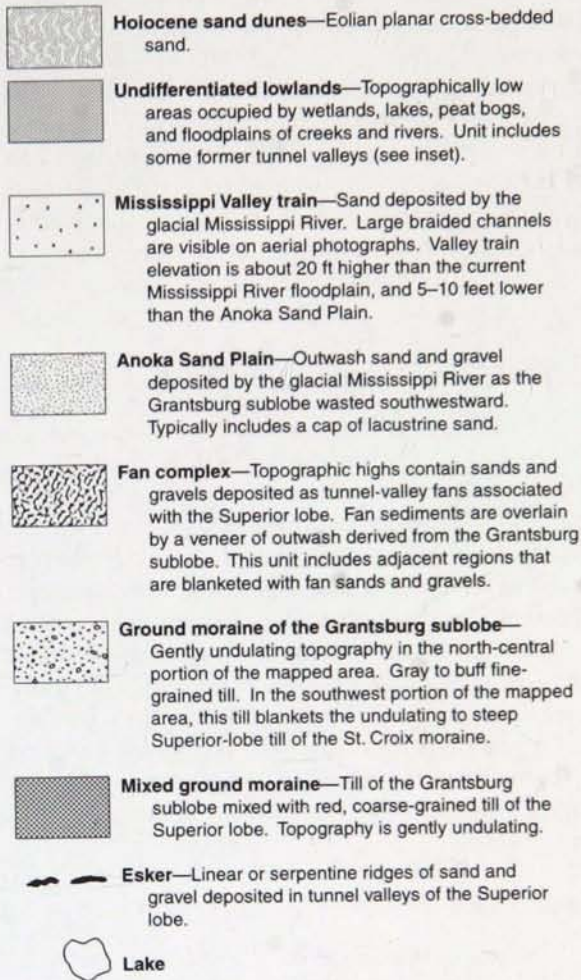 Hoiocene sand dunes—Eolian planar cross-bedded
sand.
Undifferentiated lowlands—Topographically low
areas occupied by wetlands, lakes, peat bogs,
and floodplains of creeks and rivers. Unit includes
some former tunnel valleys (see inset).
Mississippi Valley train—Sand deposited by the
glacial Mississippi River. Large braided channels
are visible on aerial photographs. Valley train
elevation is about 20 ft higher than the current
Mississippi River floodplain, and 5–10 feet lower
than the Anoka Sand Plain.
Anoka Sand Plain—Outwash sand and gravel
deposited by the glacial Mississippi River as the
Grantsburg sublobe wasted southwestward.
Typically includes a cap of lacustrine sand.
Fan complex—Topographic highs contain sands and
gravels deposited as tunnel-valley fans associated
with the Superior lobe. Fan sediments are overlain
by a veneer of outwash derived from the Grantsburg
sublobe. This unit includes adjacent regions that
are blanketed with fan sands and gravels.
Ground moraine of the Grantsburg sublobe—
Gently undulating topography in the north-central
portion of the mapped area. Gray to buff fine-
grained till. In the southwest portion of the mapped
area, this till blankets the undulating to steep
Superior-lobe till of the St. Croix moraine.
Mixed ground moraine—Till of the Grantsburg
sublobe mixed with red, coarse-grained till of the
Superior lobe. Topography is gently undulating.
Esker—Linear or serpentine ridges of sand and
gravel deposited in tunnel valleys of the Superior
lobe.
Lake